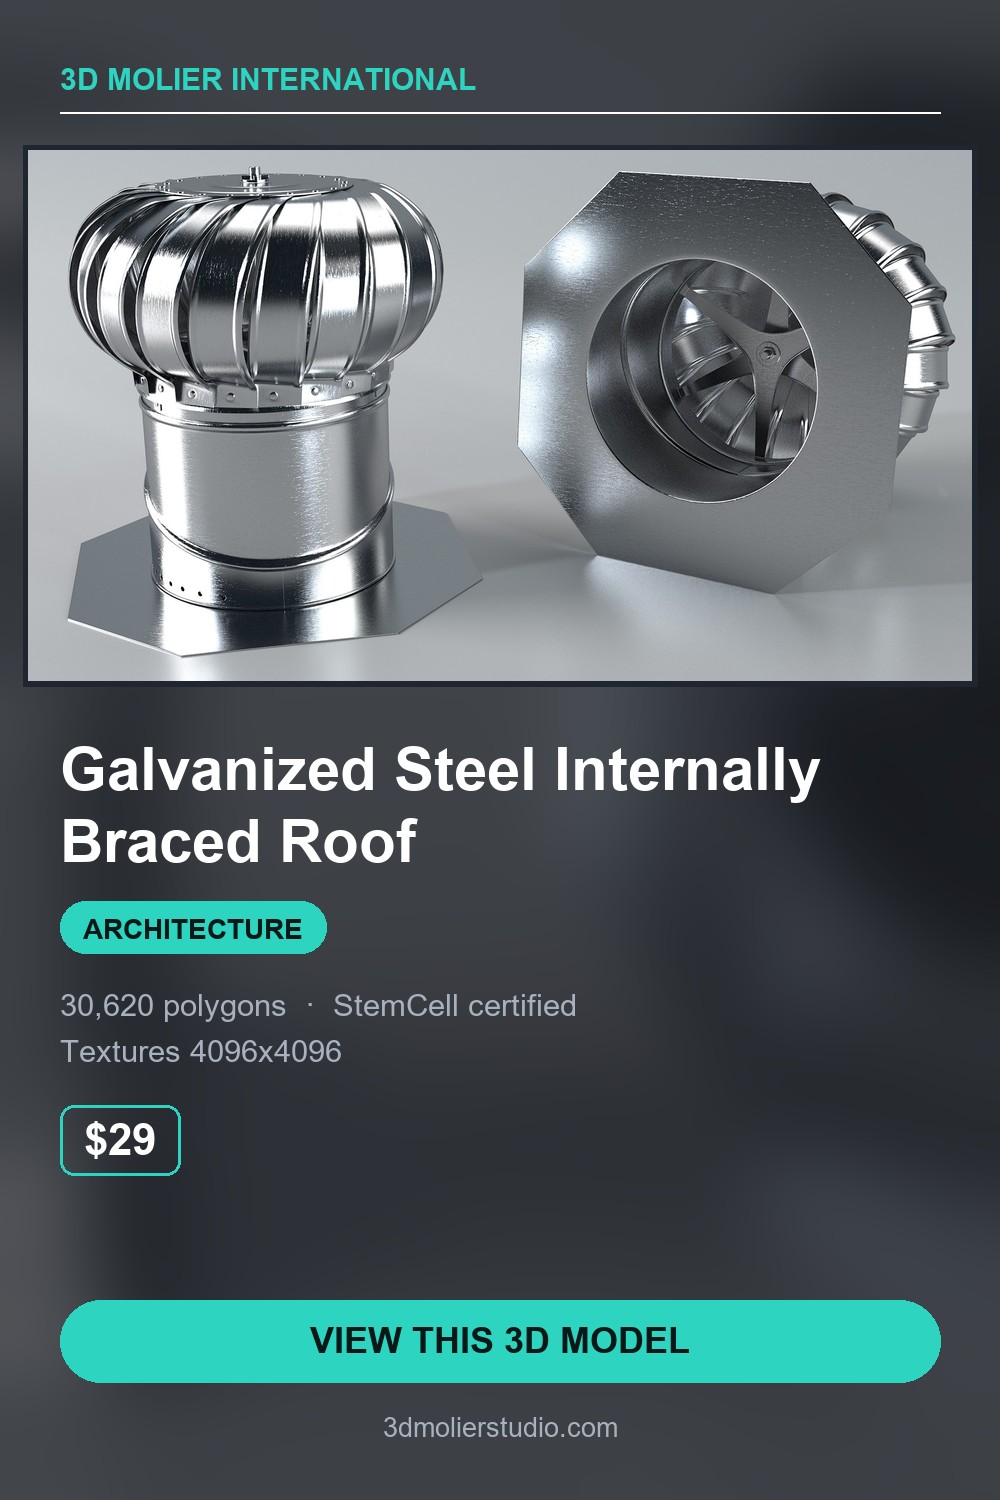 3D MOLIER INTERNATIONAL
Galvanized Steel Internally
Braced Roof
ARCHITECTURE
30,620 polygons · StemCell certified
Textures 4096x4096
$29
VIEW THIS 3D MODEL
3dmolierstudio.com